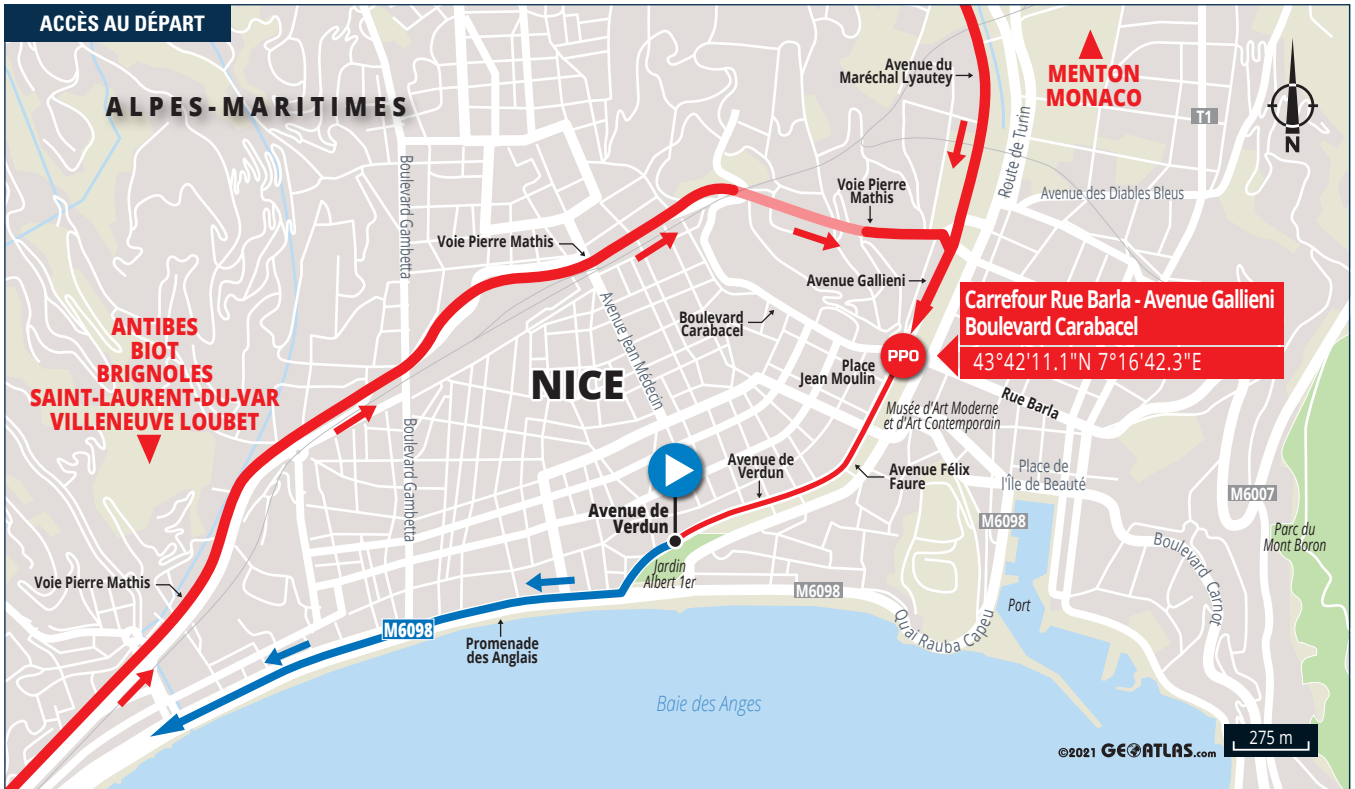 ACCÈS AU DÉPART
ALPES-MARITIMES
Avenue du
Maréchal Lyautey
MENTON
MONACO
T1
N
Route de Turin
Avenue des Diables Bleus
Boulevard Gambetta
Voie Pierre Mathis
Voie Pierre
Mathis
Avenue Gallieni
Boulevard
Carabacel
Avenue Jean Médecin
Carrefour Rue Barla - Avenue Gallieni
Boulevard Carabacel
43°42'11.1"N 7°16'42.3"E
PPO
Place
Jean Moulin
ANTIBES
BIOT
BRIGNOLES
SAINT-LAURENT-DU-VAR
VILLENEUVE LOUBET
NICE
Rue Barla
Musée d'Art Moderne
et d'Art Contemporain
Boulevard Gambetta
Avenue de
Verdun
Avenue Félix
Faure
Place de
l'Île de Beauté
M6007
Avenue de
Verdun
M6098
Parc du
Mont Boron
Boulevard Carnot
Jardin
Albert 1er
Voie Pierre Mathis
M6098
Port
Quai Rauba Capeu
M6098
Promenade
des Anglais
Baie des Anges
275 m
©2021 GEOATLAS.com